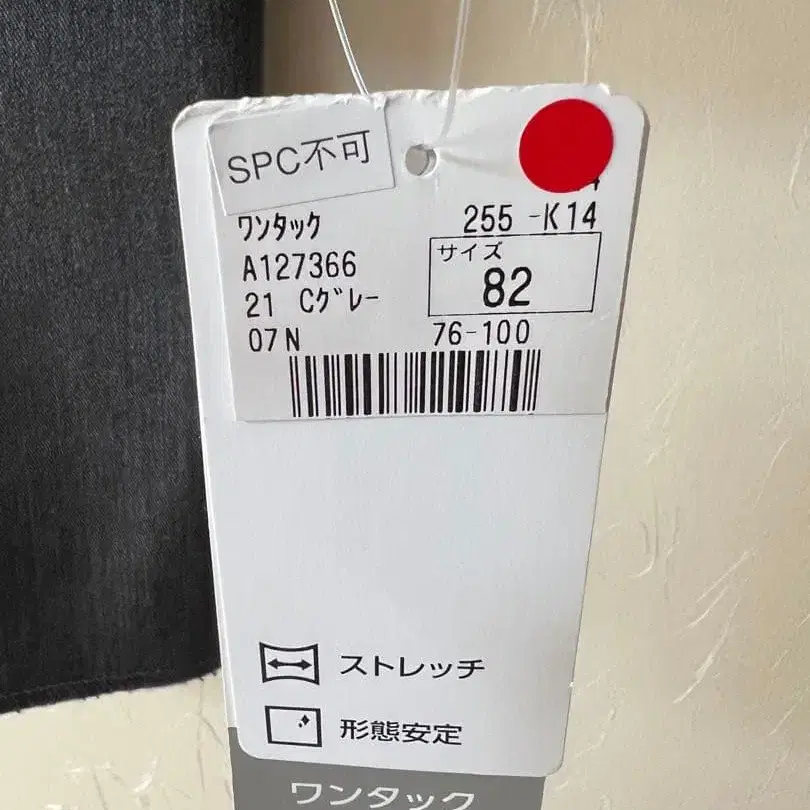 SPC不可
ﾜﾝﾀｯｸ
255 -K14
A127366
サイズ
82
21 Cｸﾞﾚｰ
07N
76-100
ストレッチ
形態安定
ワンタック